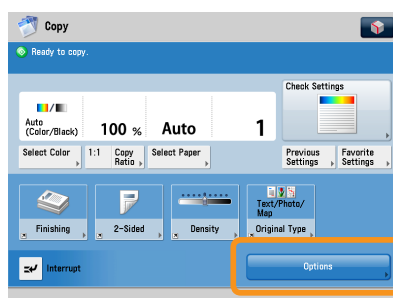 Copy
Ready to copy.
Check Settings
Auto
(Color/Black)
100 %
Auto
1
Select Color
1:1
Copy
Ratio
Select Paper
Previous
Settings
Favorite
Settings
Finishing
2-Sided
Density
Text/Photo/
Map
Original Type
Interrupt
Options